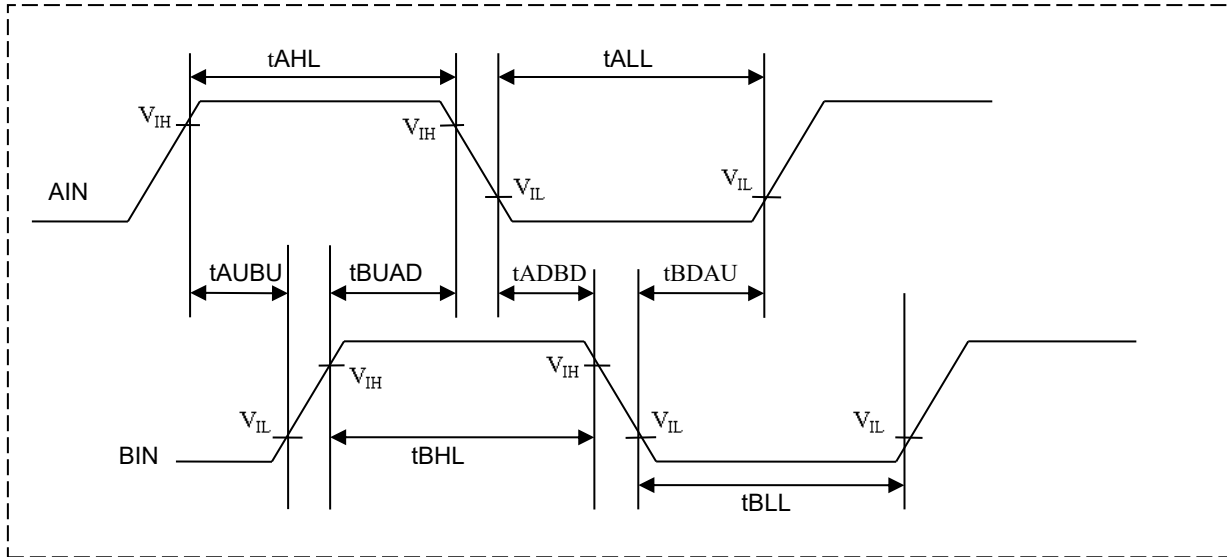 tAHL tALL
V_IH V_IH
AIN V_IL V_IL
tAUBU tBUAD tADBD tBDAU
V_IH V_IH
V_IL V_IL V_IL
BIN tBHL
tBLL